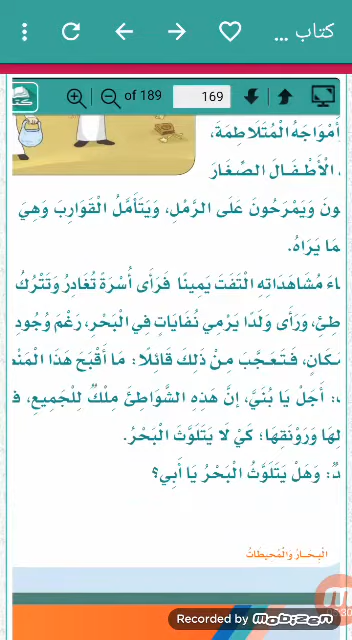 كتاب ...
of 189
169
أَمْوَاجَهُ الْمُتَلَاطِمَةَ،
الْأَطْفَالَ الصِّغَارَ
ونَ وَيَمْرَحُونَ عَلَى الرَّمْلِ، وَيَتَأَمَّلُ الْقَوَارِبَ وَهِيَ
مَا يَرَاهُ.
اءَ مُشَاهَدَاتِهِ الْتَفَتَ يَمِينًا فَرَأَى أُسْرَةً تُغَادِرُ وَتَتْرُكُ
طِئِ، وَرَأَى وَلَدًا يَرْمِي نُفَايَاتٍ فِي الْبَحْرِ، رَغْمَ وُجُودِ
مَكَانٍ، فَتَعَجَّبَ مِنْ ذَلِكَ قَائِلًا: مَا أَقْبَحَ هَذَا الْمَنْ
: أَجَلْ يَا بُنَيَّ، إِنَّ هَذِهِ الشَّوَاطِئَ مِلْكٌ لِلْجَمِيعِ، فَ
لِهَا وَرَوْنَقِهَا؛ كَيْ لَا يَتَلَوَّثَ الْبَحْرُ.
دٌ: وَهَلْ يَتَلَوَّثُ الْبَحْرُ يَا أَبِي؟
الْبِحَارُ وَالْمُحِيطَاتُ
Recorded by mobizen